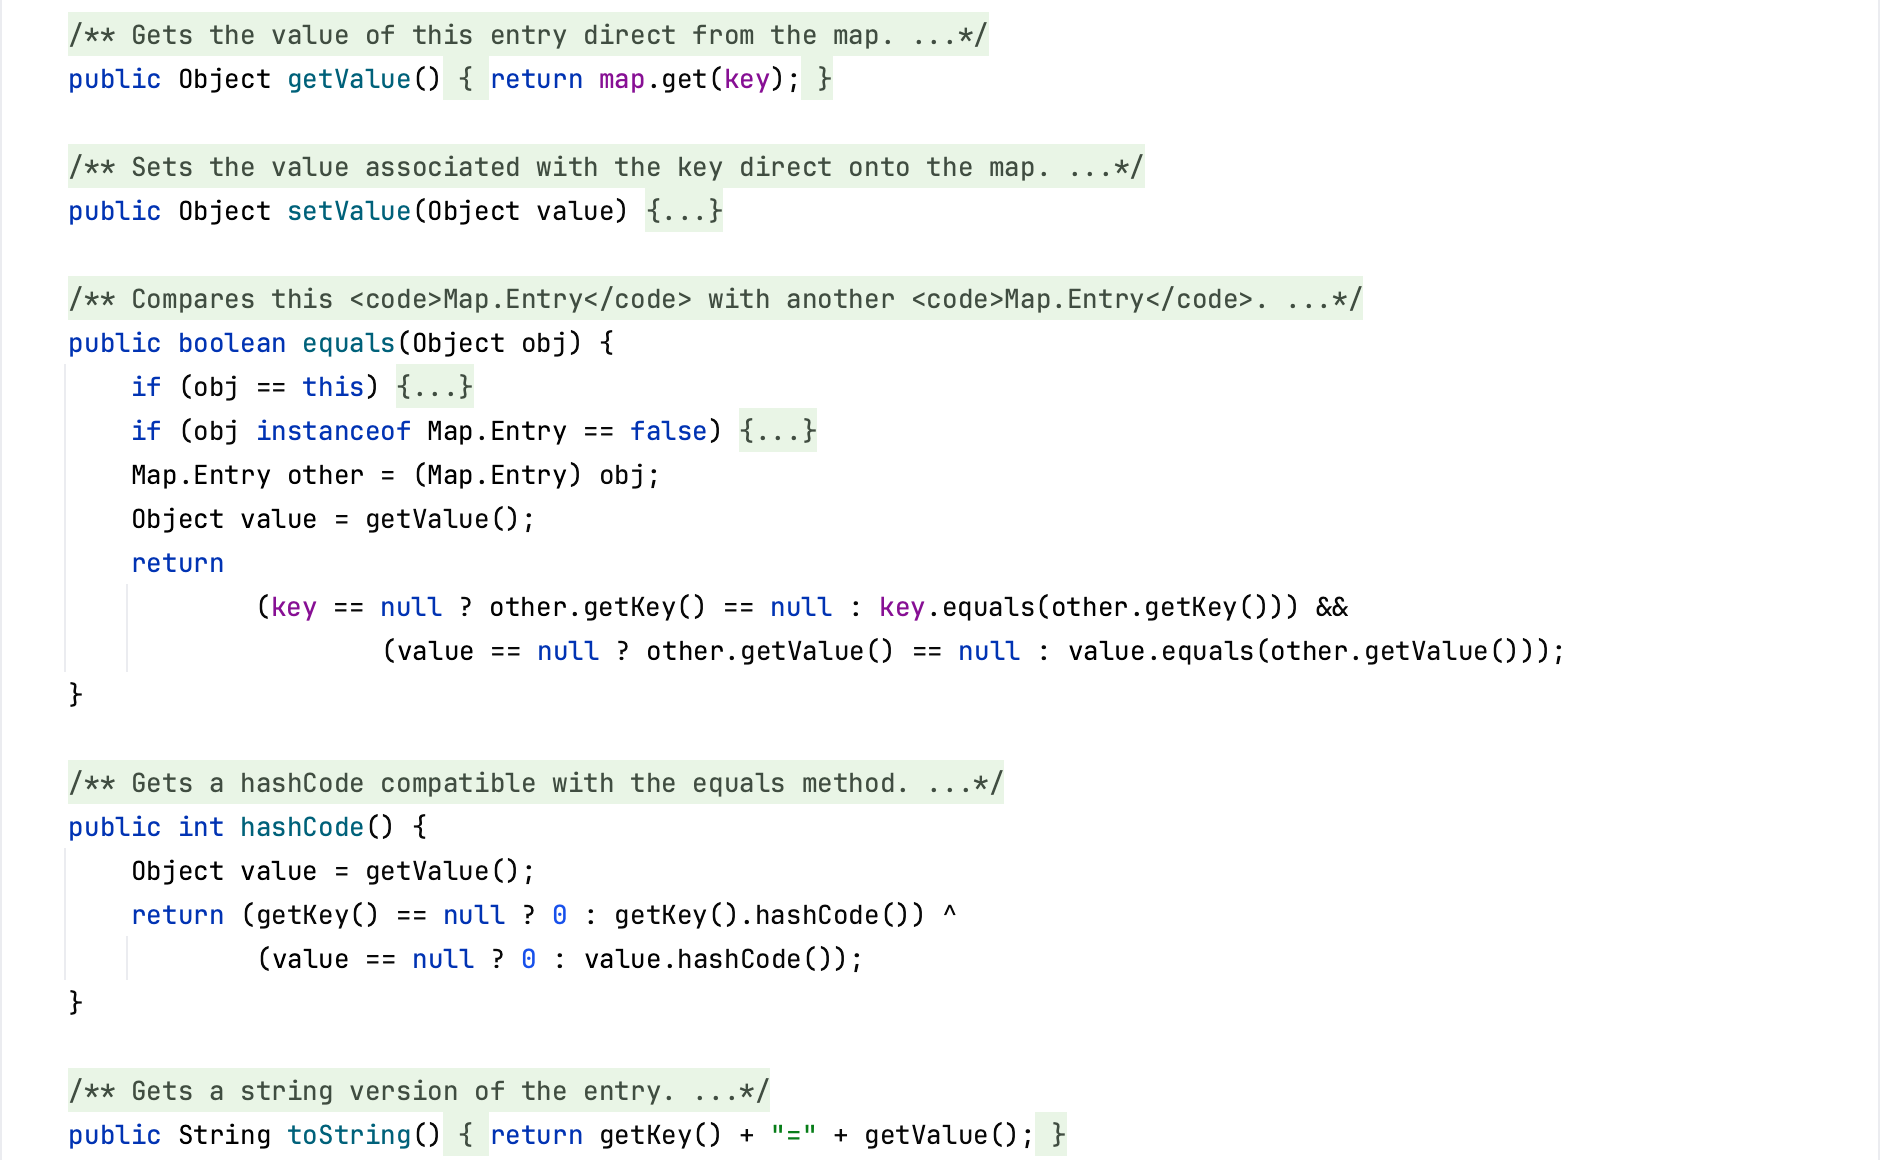 /** Gets the value of this entry direct from the map. ...*/
public Object getValue() { return map.get(key); }
/** Sets the value associated with the key direct onto the map. ...*/
public Object setValue(Object value) {...}
/** Compares this <code>Map.Entry</code> with another <code>Map.Entry</code>. ...*/
public boolean equals(Object obj) {
if (obj == this) {...}
if (obj instanceof Map.Entry == false) {...}
Map.Entry other = (Map.Entry) obj;
Object value = getValue();
return
(key == null ? other.getKey() == null : key.equals(other.getKey())) &&
(value == null ? other.getValue() == null : value.equals(other.getValue()));
}
/** Gets a hashCode compatible with the equals method. ...*/
public int hashCode() {
Object value = getValue();
return (getKey() == null ? 0 : getKey().hashCode()) ^
(value == null ? 0 : value.hashCode());
}
/** Gets a string version of the entry. ...*/
public String toString() { return getKey() + "=" + getValue(); }